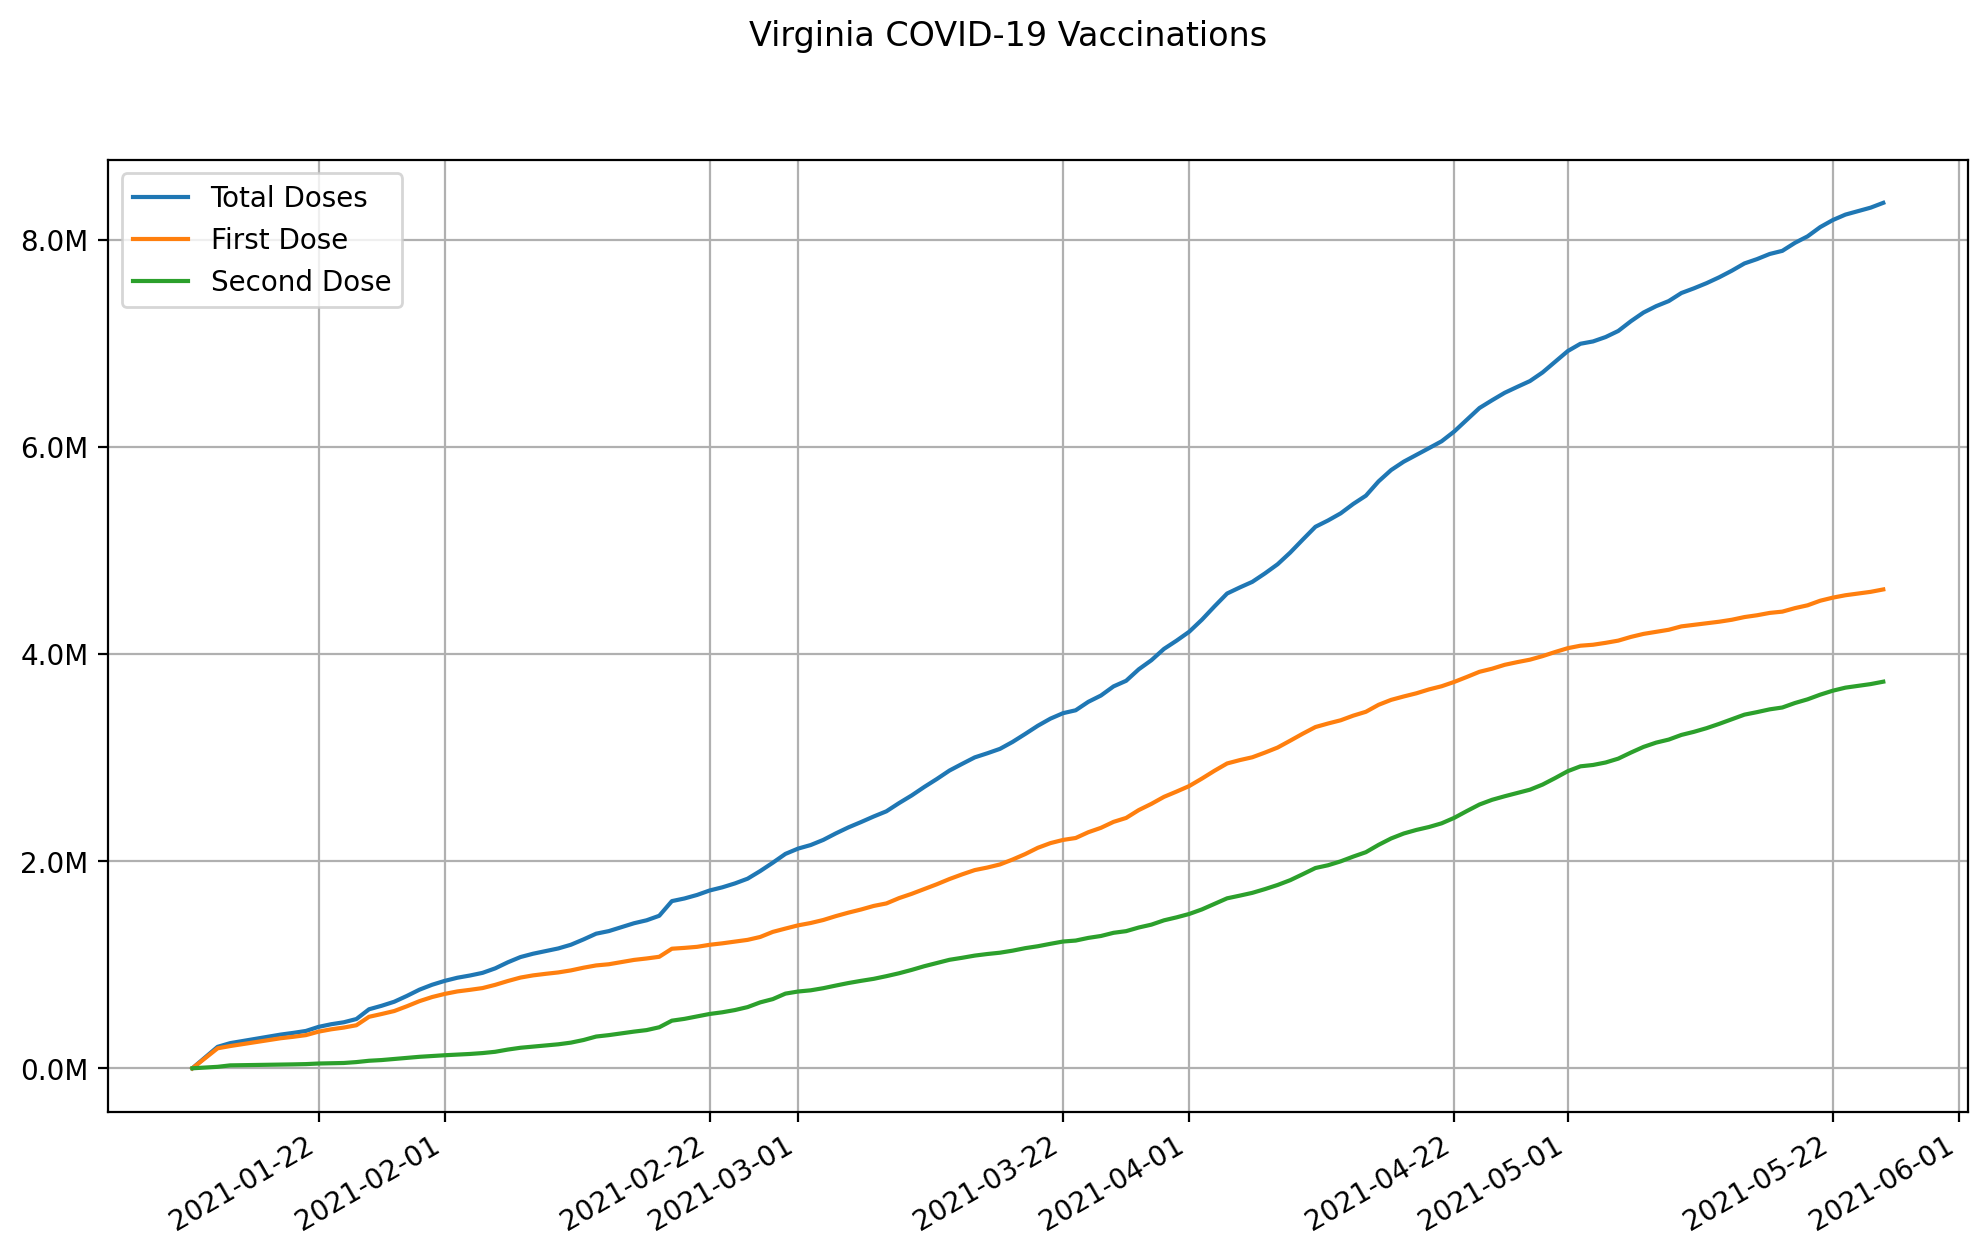 Virginia COVID-19 Vaccinations
Total Doses
First Dose
Second Dose
8.0M
6.0M
4.0M
2.0M
0.0M
2021-01-22
2021-02-01
2021-02-22
2021-03-01
2021-03-22
2021-04-01
2021-04-22
2021-05-01
2021-05-22
2021-06-01